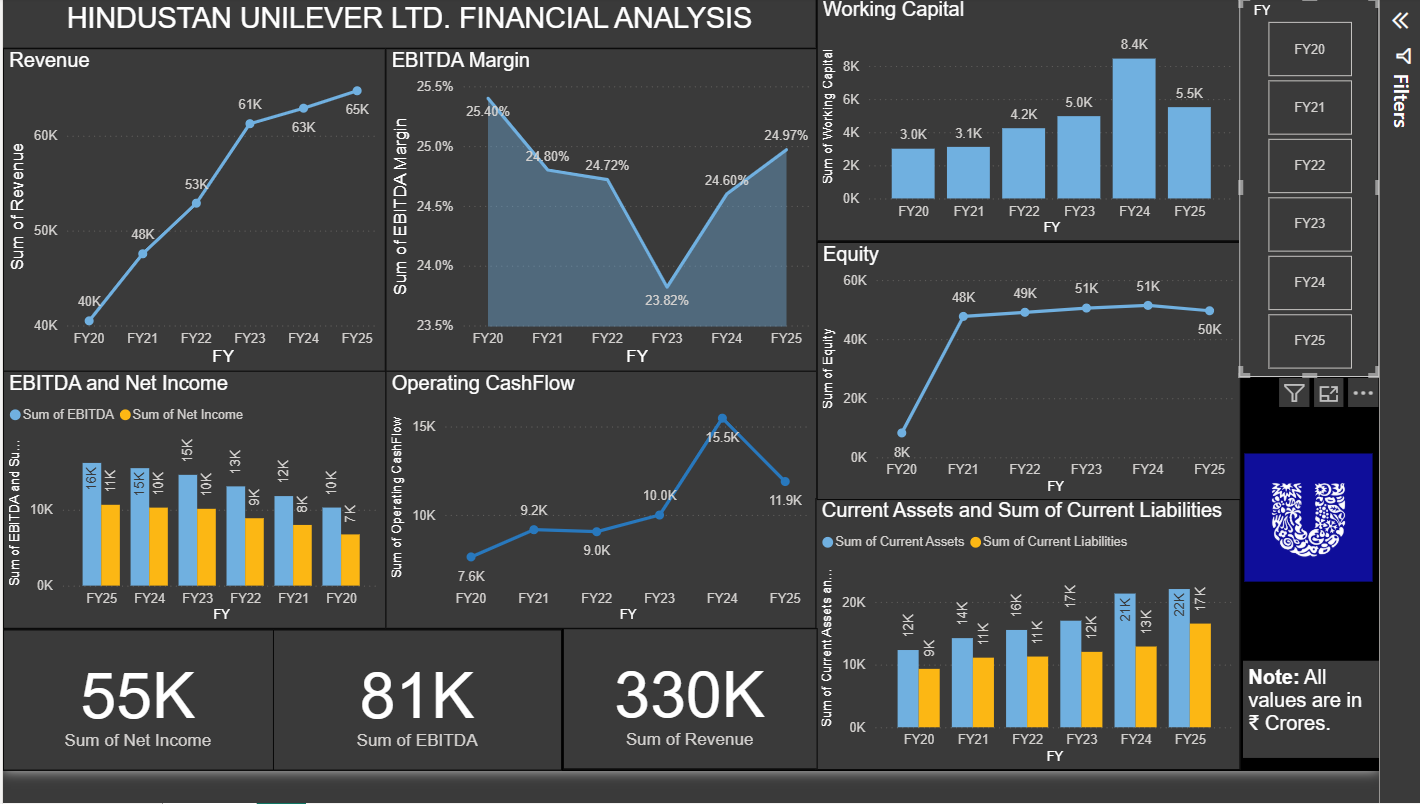 HINDUSTAN UNILEVER LTD. FINANCIAL ANALYSIS
Revenue
Sum of Revenue
60K
50K
40K
40K
48K
53K
61K
63K
65K
FY20 FY21 FY22 FY23 FY24 FY25
FY
EBITDA Margin
Sum of EBITDA Margin
25.5%
25.0%
24.5%
24.0%
23.5%
25.40%
24.80%
24.72%
23.82%
24.60%
24.97%
FY20 FY21 FY22 FY23 FY24 FY25
FY
Working Capital
Sum of Working Capital
8K
6K
4K
2K
0K
3.0K
3.1K
4.2K
5.0K
8.4K
5.5K
FY20 FY21 FY22 FY23 FY24 FY25
FY
FY
FY20
FY21
FY22
FY23
FY24
FY25
Filters
EBITDA and Net Income
Sum of EBITDA Sum of Net Income
Sum of EBITDA and Su...
10K
0K
16K 11K
15K 10K
15K 10K
13K 9K
12K 8K
10K 7K
FY25 FY24 FY23 FY22 FY21 FY20
FY
Operating CashFlow
Sum of Operating CashFlow
15K
10K
7.6K
9.2K
9.0K
10.0K
15.5K
11.9K
FY20 FY21 FY22 FY23 FY24 FY25
FY
Equity
Sum of Equity
60K
40K
20K
0K
8K
48K
49K
51K
51K
50K
FY20 FY21 FY22 FY23 FY24 FY25
FY
Current Assets and Sum of Current Liabilities
Sum of Current Assets Sum of Current Liabilities
Sum of Current Assets an...
20K
10K
0K
12K 9K
14K 11K
16K 11K
17K 12K
21K 13K
22K 17K
FY20 FY21 FY22 FY23 FY24 FY25
FY
55K
Sum of Net Income
81K
Sum of EBITDA
330K
Sum of Revenue
U
Note: All
values are in
₹ Crores.